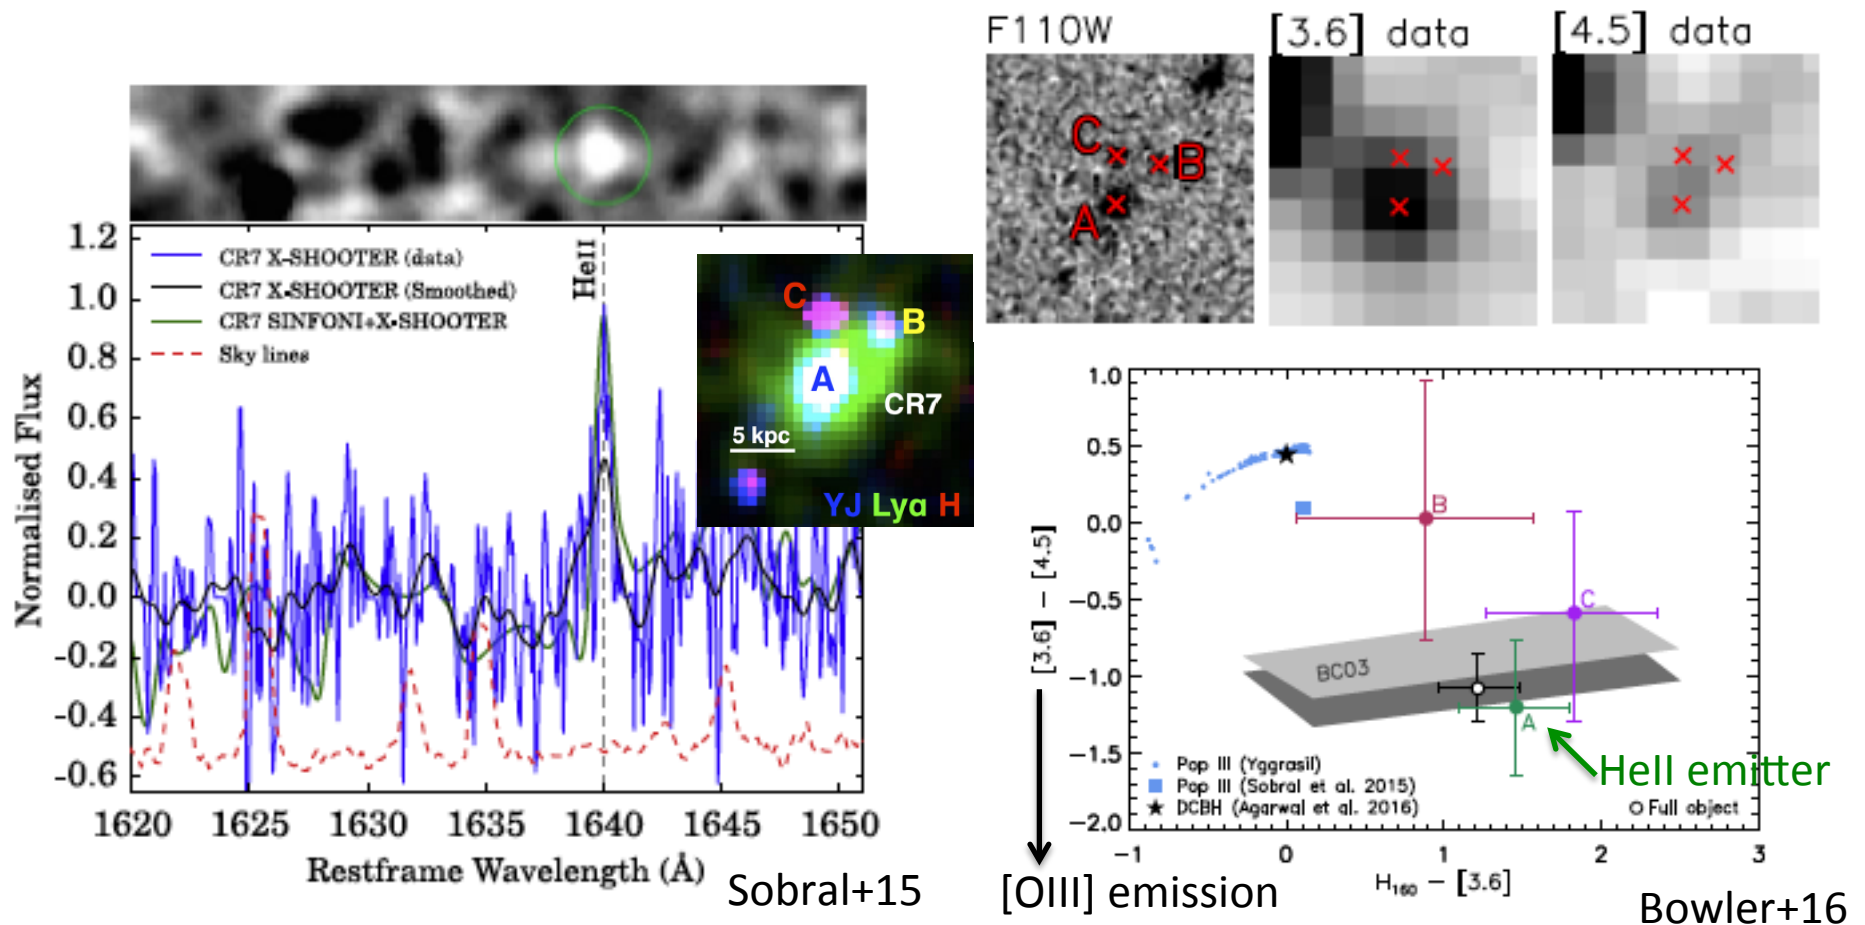 F110W
[3.6] data
[4.5] data
C
B
A
1.2
1.0
0.8
0.6
0.4
0.2
0.0
-0.2
-0.4
-0.6
Normalised Flux
CR7 X-SHOOTER (data)
CR7 X-SHOOTER (Smoothed)
CR7 SINFONI+X-SHOOTER
Sky lines
HeII
C
B
A
CR7
5 kpc
YJ Lyα H
1620 1625 1630 1635 1640 1645 1650
Restframe Wavelength (Å)
Sobral+15
1.0
0.5
0.0
−0.5
−1.0
−1.5
−2.0
[3.6] − [4.5]
B
C
BC03
A
HeII emitter
Pop III (Yggrasil)
Pop III (Sobral et al. 2015)
DCBH (Agarwal et al. 2016)
Full object
−1 0 1 2 3
H160 − [3.6]
[OIII] emission
Bowler+16